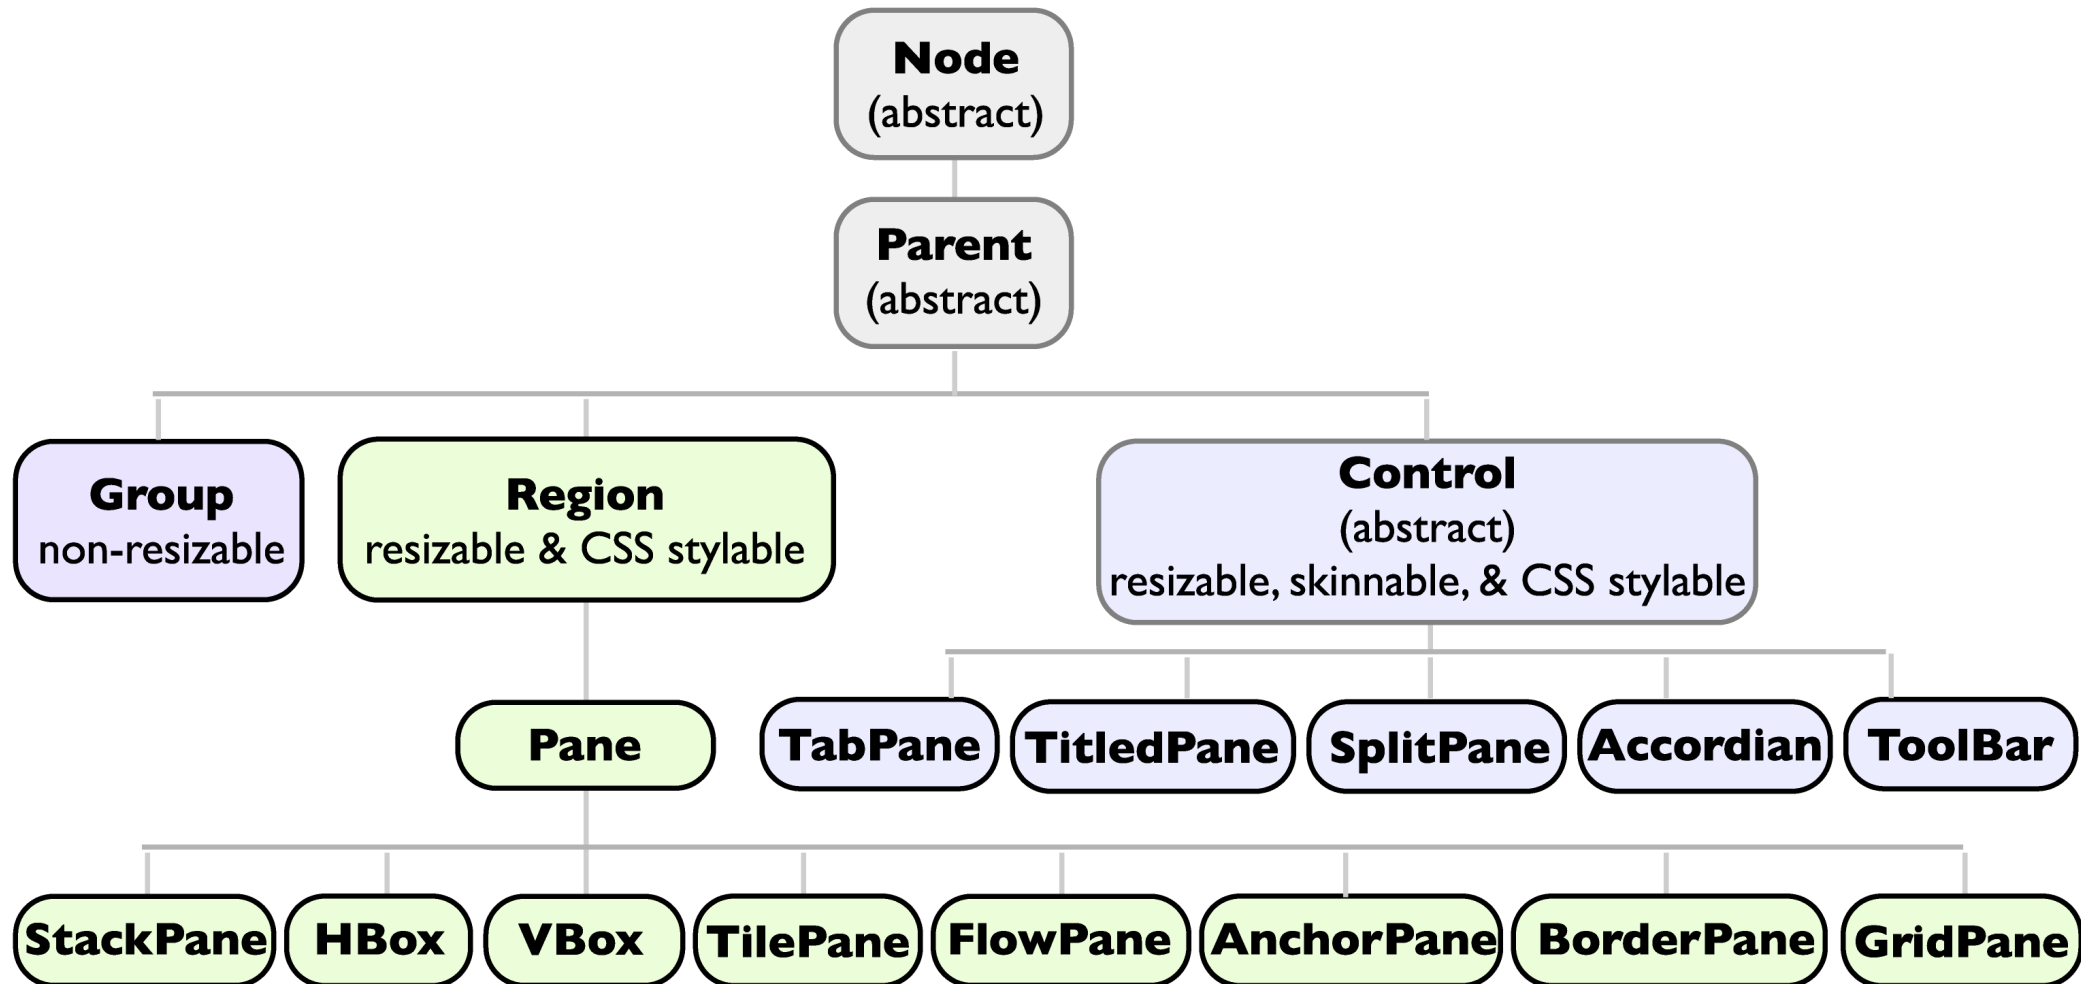 Node
(abstract)
Parent
(abstract)
Group
non-resizable
Region
resizable & CSS stylable
Control
(abstract)
resizable, skinnable, & CSS stylable
Pane
TabPane
TitledPane
SplitPane
Accordian
ToolBar
StackPane
HBox
VBox
TilePane
FlowPane
AnchorPane
BorderPane
GridPane